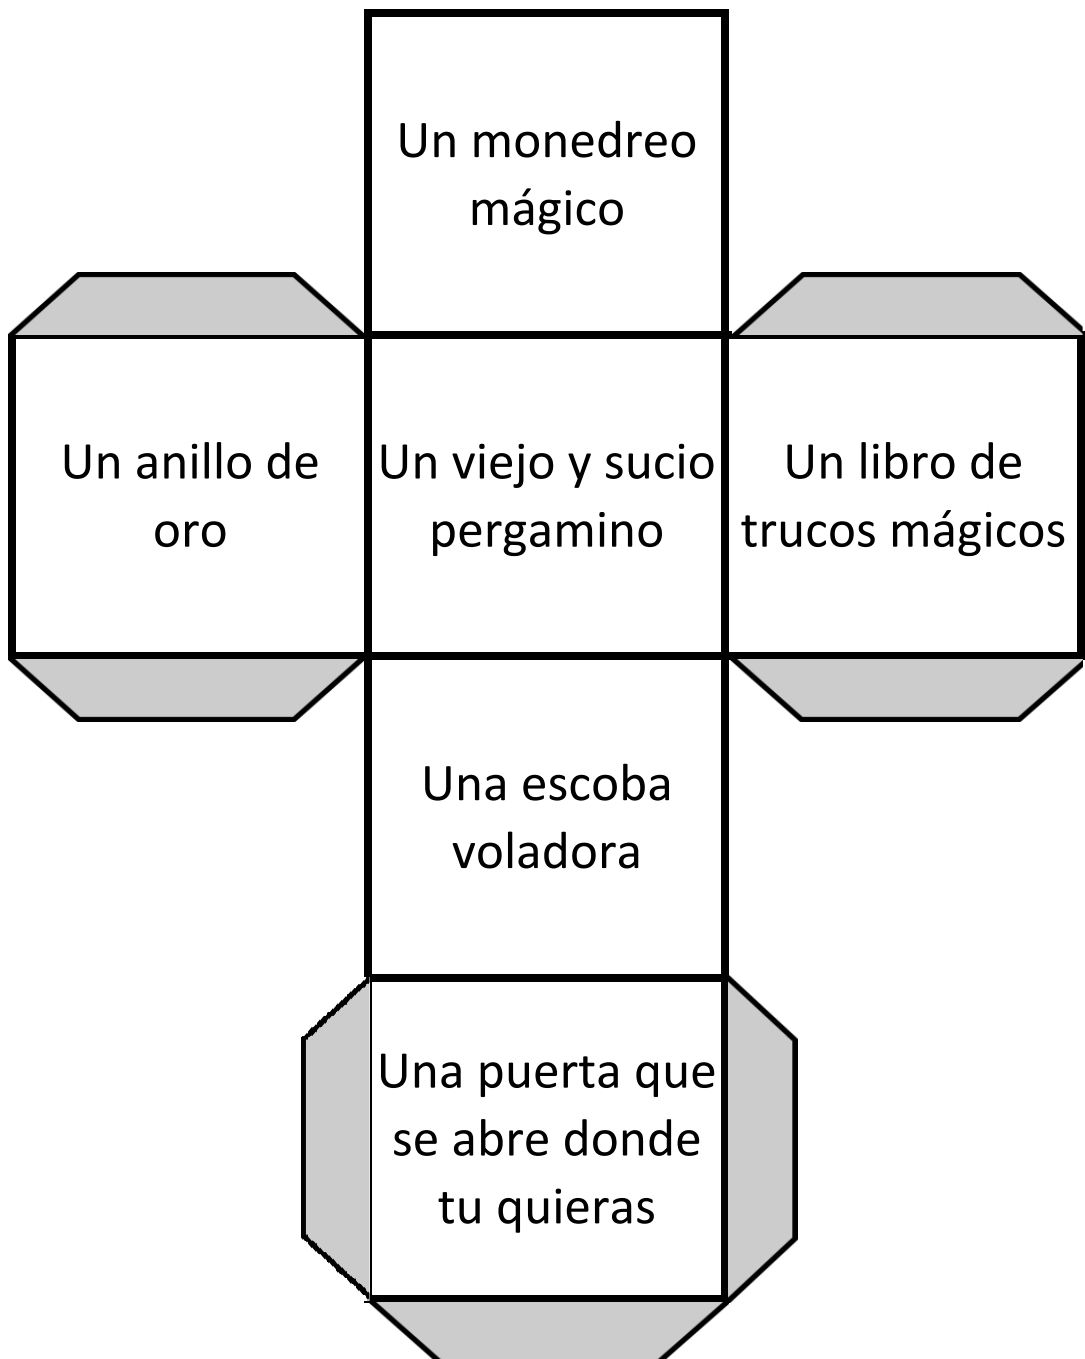 Un monedreo
mágico
Un anillo de
oro
Un viejo y sucio
pergamino
Un libro de
trucos mágicos
Una escoba
voladora
Una puerta que
se abre donde
tu quieras